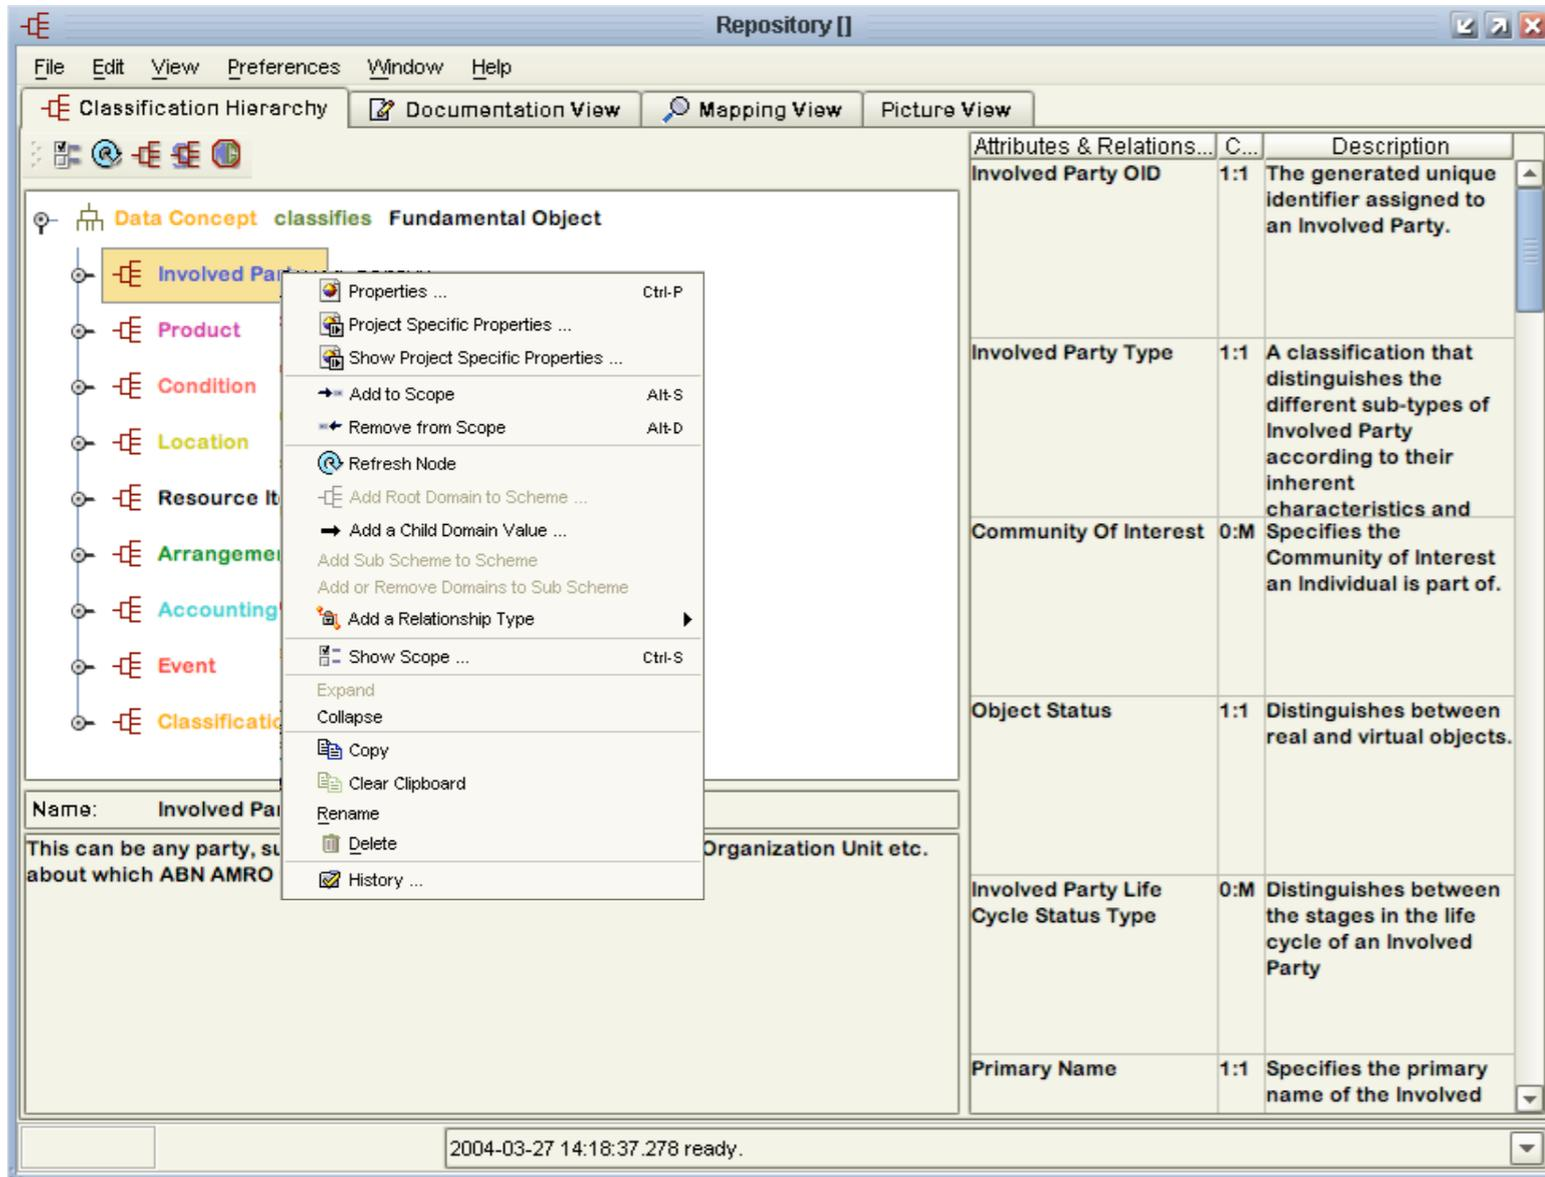 Repository []
File Edit View Preferences Window Help
Classification Hierarchy Documentation View Mapping View Picture View
Data Concept classifies Fundamental Object
Involved Pa
Product
Condition
Location
Resource It
Arrangeme
Accounting
Event
Classificatio
Properties ... Ctrl-P
Project Specific Properties ...
Show Project Specific Properties ...
Add to Scope Alt-S
Remove from Scope Alt-D
Refresh Node
Add Root Domain to Scheme ...
Add a Child Domain Value ...
Add Sub Scheme to Scheme
Add or Remove Domains to Sub Scheme
Add a Relationship Type
Show Scope ... Ctrl-S
Expand
Collapse
Copy
Clear Clipboard
Rename
Delete
History ...
Name: Involved Pa
This can be any party, su Organization Unit etc.
about which ABN AMRO
Attributes & Relations... C... Description
Involved Party OID 1:1 The generated unique
identifier assigned to
an Involved Party.
Involved Party Type 1:1 A classification that
distinguishes the
different sub-types of
Involved Party
according to their
inherent
characteristics and
Community Of Interest 0:M Specifies the
Community of Interest
an Individual is part of.
Object Status 1:1 Distinguishes between
real and virtual objects.
Involved Party Life 0:M Distinguishes between
Cycle Status Type the stages in the life
cycle of an Involved
Party
Primary Name 1:1 Specifies the primary
name of the Involved
2004-03-27 14:18:37.278 ready.